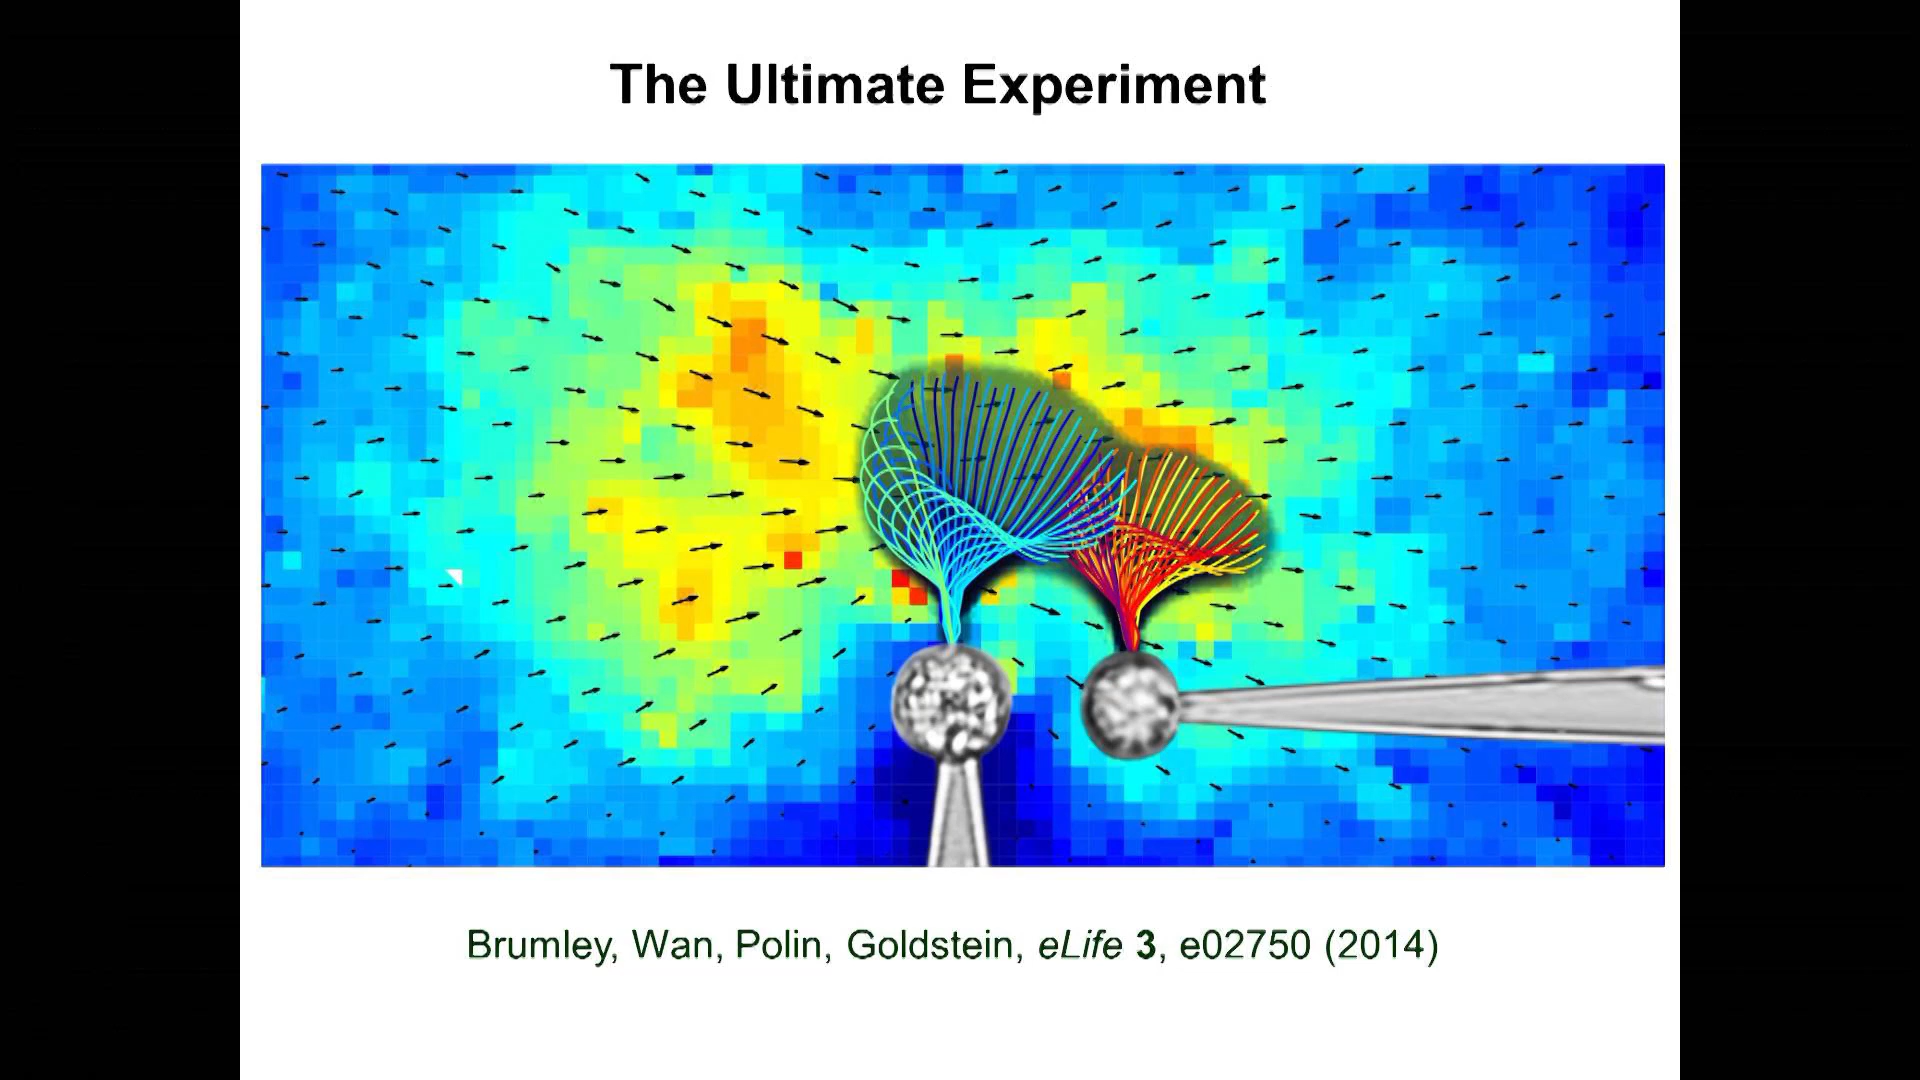 The Ultimate Experiment
Brumley, Wan, Polin, Goldstein, eLife 3, e02750 (2014)